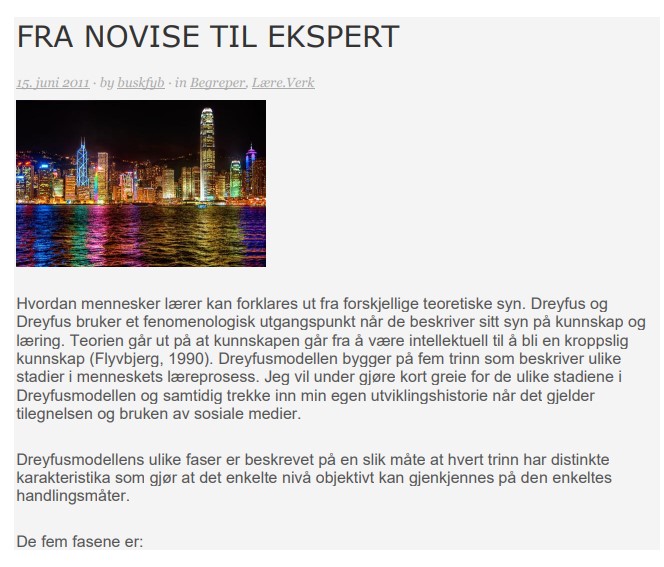 FRA NOVISE TIL EKSPERT
15. juni 2011 · by buskfyb · in Begreper, Lære.Verk
Hvordan mennesker lærer kan forklares ut fra forskjellige teoretiske syn. Dreyfus og
Dreyfus bruker et fenomenologisk utgangspunkt når de beskriver sitt syn på kunnskap og
læring. Teorien går ut på at kunnskapen går fra å være intellektuell til å bli en kroppslig
kunnskap (Flyvbjerg, 1990). Dreyfusmodellen bygger på fem trinn som beskriver ulike
stadier i menneskets læreprosess. Jeg vil under gjøre kort greie for de ulike stadiene i
Dreyfusmodellen og samtidig trekke inn min egen utviklingshistorie når det gjelder
tilegnelsen og bruken av sosiale medier.
Dreyfusmodellens ulike faser er beskrevet på en slik måte at hvert trinn har distinkte
karakteristika som gjør at det enkelte nivå objektivt kan gjenkjennes på den enkeltes
handlingsmåter.
De fem fasene er: